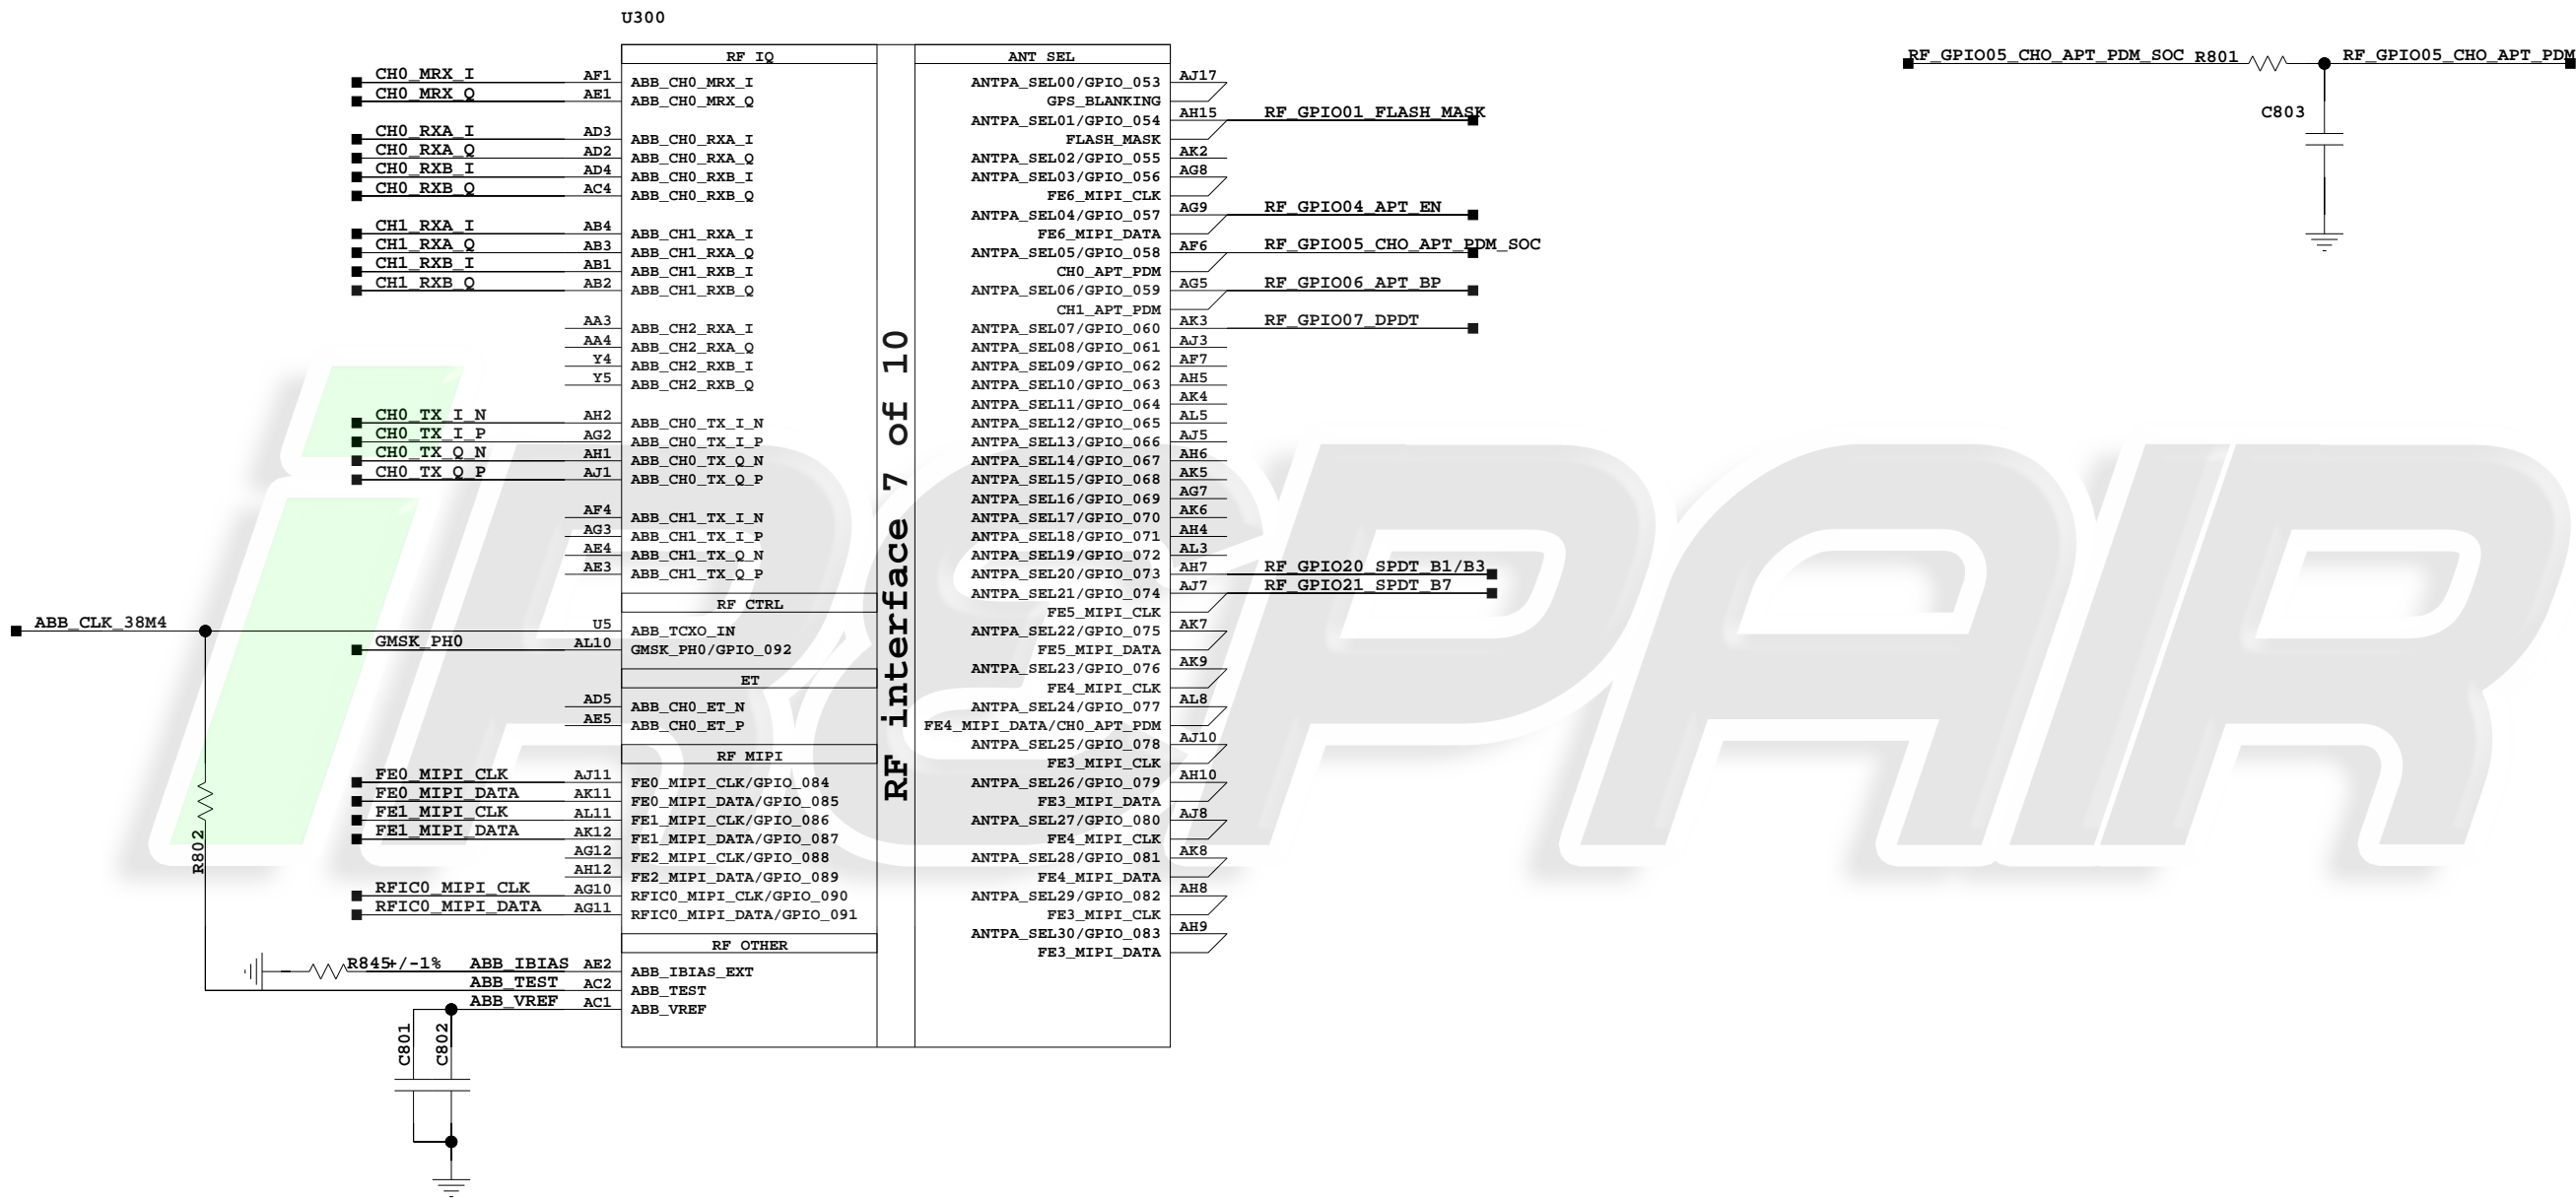 U300
RF IQ
CH0_MRX_I AF1 ABB_CH0_MRX_I
CH0_MRX_Q AE1 ABB_CH0_MRX_Q
CH0_RXA_I AD3 ABB_CH0_RXA_I
CH0_RXA_Q AD2 ABB_CH0_RXA_Q
CH0_RXB_I AD4 ABB_CH0_RXB_I
CH0_RXB_Q AC4 ABB_CH0_RXB_Q
CH1_RXA_I AB4 ABB_CH1_RXA_I
CH1_RXA_Q AB3 ABB_CH1_RXA_Q
CH1_RXB_I AB1 ABB_CH1_RXB_I
CH1_RXB_Q AB2 ABB_CH1_RXB_Q
AA3 ABB_CH2_RXA_I
AA4 ABB_CH2_RXA_Q
Y4 ABB_CH2_RXB_I
Y5 ABB_CH2_RXB_Q
CH0_TX_I_N AH2 ABB_CH0_TX_I_N
CH0_TX_I_P AG2 ABB_CH0_TX_I_P
CH0_TX_Q_N AH1 ABB_CH0_TX_Q_N
CH0_TX_Q_P AJ1 ABB_CH0_TX_Q_P
AF4 ABB_CH1_TX_I_N
AG3 ABB_CH1_TX_I_P
AE4 ABB_CH1_TX_Q_N
AE3 ABB_CH1_TX_Q_P
RF CTRL
ABB_CLK_38M4 U5 ABB_TCXO_IN
GMSK_PH0 AL10 GMSK_PH0/GPIO_092
ET
AD5 ABB_CH0_ET_N
AE5 ABB_CH0_ET_P
RF MIPI
FE0_MIPI_CLK AJ11 FE0_MIPI_CLK/GPIO_084
FE0_MIPI_DATA AK11 FE0_MIPI_DATA/GPIO_085
FE1_MIPI_CLK AL11 FE1_MIPI_CLK/GPIO_086
FE1_MIPI_DATA AK12 FE1_MIPI_DATA/GPIO_087
AG12 FE2_MIPI_CLK/GPIO_088
AH12 FE2_MIPI_DATA/GPIO_089
RFIC0_MIPI_CLK AG10 RFIC0_MIPI_CLK/GPIO_090
RFIC0_MIPI_DATA AG11 RFIC0_MIPI_DATA/GPIO_091
R802
RF OTHER
R845+/-1% ABB_IBIAS AE2 ABB_IBIAS_EXT
ABB_TEST AC2 ABB_TEST
ABB_VREF AC1 ABB_VREF
C801
C802
RF interface 7 of 10
ANT SEL
ANTPA_SEL00/GPIO_053 AJ17
GPS_BLANKING
ANTPA_SEL01/GPIO_054 AH15 RF_GPIO01_FLASH_MASK
FLASH_MASK
ANTPA_SEL02/GPIO_055 AK2
ANTPA_SEL03/GPIO_056 AG8
FE6_MIPI_CLK
ANTPA_SEL04/GPIO_057 AG9 RF_GPIO04_APT_EN
FE6_MIPI_DATA
ANTPA_SEL05/GPIO_058 AF6 RF_GPIO05_CHO_APT_PDM_SOC
CH0_APT_PDM
ANTPA_SEL06/GPIO_059 AG5 RF_GPIO06_APT_BP
CH1_APT_PDM
ANTPA_SEL07/GPIO_060 AK3 RF_GPIO07_DPDT
ANTPA_SEL08/GPIO_061 AJ3
ANTPA_SEL09/GPIO_062 AF7
ANTPA_SEL10/GPIO_063 AH5
ANTPA_SEL11/GPIO_064 AK4
ANTPA_SEL12/GPIO_065 AL5
ANTPA_SEL13/GPIO_066 AJ5
ANTPA_SEL14/GPIO_067 AH6
ANTPA_SEL15/GPIO_068 AK5
ANTPA_SEL16/GPIO_069 AG7
ANTPA_SEL17/GPIO_070 AK6
ANTPA_SEL18/GPIO_071 AH4
ANTPA_SEL19/GPIO_072 AL3
ANTPA_SEL20/GPIO_073 AH7 RF_GPIO20_SPDT_B1/B3
ANTPA_SEL21/GPIO_074 AJ7 RF_GPIO21_SPDT_B7
FE5_MIPI_CLK
ANTPA_SEL22/GPIO_075 AK7
FE5_MIPI_DATA
ANTPA_SEL23/GPIO_076 AK9
FE4_MIPI_CLK
ANTPA_SEL24/GPIO_077 AL8
FE4_MIPI_DATA/CH0_APT_PDM
ANTPA_SEL25/GPIO_078 AJ10
FE3_MIPI_CLK
ANTPA_SEL26/GPIO_079 AH10
FE3_MIPI_DATA
ANTPA_SEL27/GPIO_080 AJ8
FE4_MIPI_CLK
ANTPA_SEL28/GPIO_081 AK8
FE4_MIPI_DATA
ANTPA_SEL29/GPIO_082 AH8
FE3_MIPI_CLK
ANTPA_SEL30/GPIO_083 AH9
FE3_MIPI_DATA
RF_GPIO05_CHO_APT_PDM_SOC R801 RF_GPIO05_CHO_APT_PDM
C803
iREPAIR